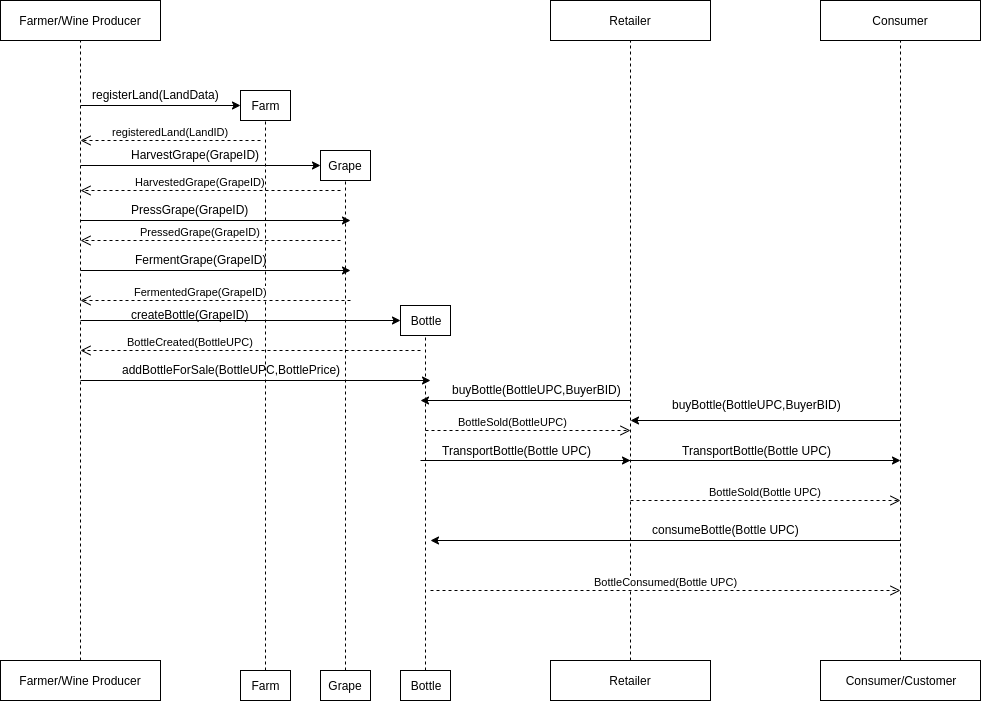 Farmer/Wine Producer
Retailer
Consumer
registerLand(LandData)
Farm
registeredLand(LandID)
HarvestGrape(GrapeID)
Grape
HarvestedGrape(GrapeID)
PressGrape(GrapeID)
PressedGrape(GrapeID)
FermentGrape(GrapeID)
FermentedGrape(GrapeID)
createBottle(GrapeID)
Bottle
BottleCreated(BottleUPC)
addBottleForSale(BottleUPC,BottlePrice)
buyBottle(BottleUPC,BuyerBID)
buyBottle(BottleUPC,BuyerBID)
BottleSold(BottleUPC)
TransportBottle(Bottle UPC)
TransportBottle(Bottle UPC)
BottleSold(Bottle UPC)
consumeBottle(Bottle UPC)
BottleConsumed(Bottle UPC)
Farmer/Wine Producer
Farm
Grape
Bottle
Retailer
Consumer/Customer